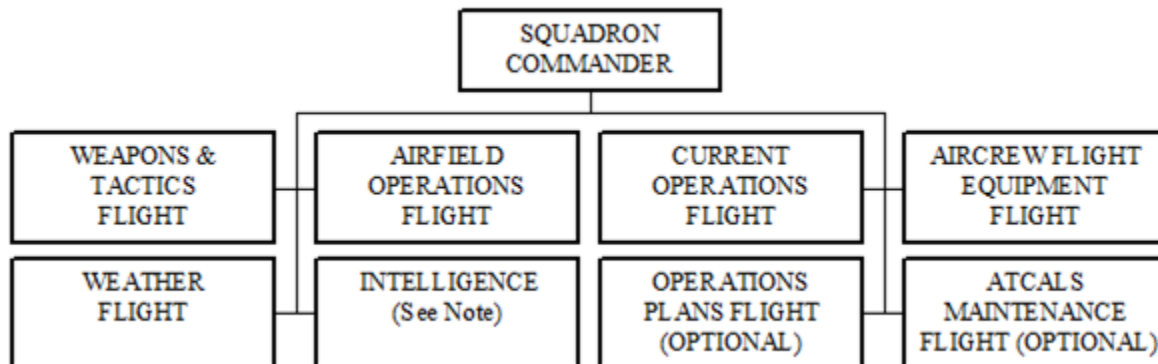 SQUADRON
COMMANDER
WEAPONS &
TACTICS
FLIGHT
AIRFIELD
OPERATIONS
FLIGHT
CURRENT
OPERATIONS
FLIGHT
AIRCREW FLIGHT
EQUIPMENT
FLIGHT
WEATHER
FLIGHT
INTELLIGENCE
(See Note)
OPERATIONS
PLANS FLIGHT
(OPTIONAL)
ATCALS
MAINTENANCE
FLIGHT (OPTIONAL)